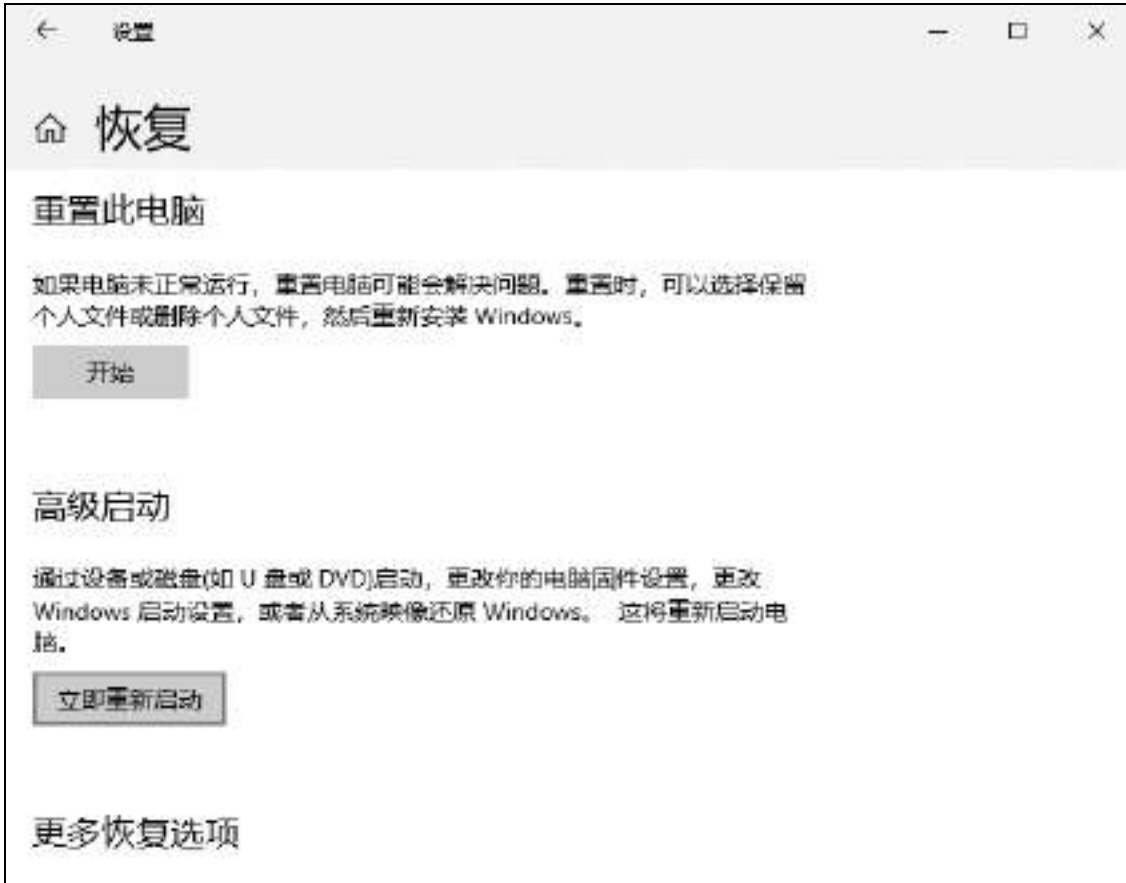 设置
恢复
重置此电脑
如果电脑未正常运行，重置电脑可能会解决问题。重置时，可以选择保留
个人文件或删除个人文件，然后重新安装 Windows。
开始
高级启动
通过设备或磁盘(如 U 盘或 DVD)启动，更改你的电脑固件设置，更改
Windows 启动设置，或者从系统映像还原 Windows。 这将重新启动电
脑。
立即重新启动
更多恢复选项